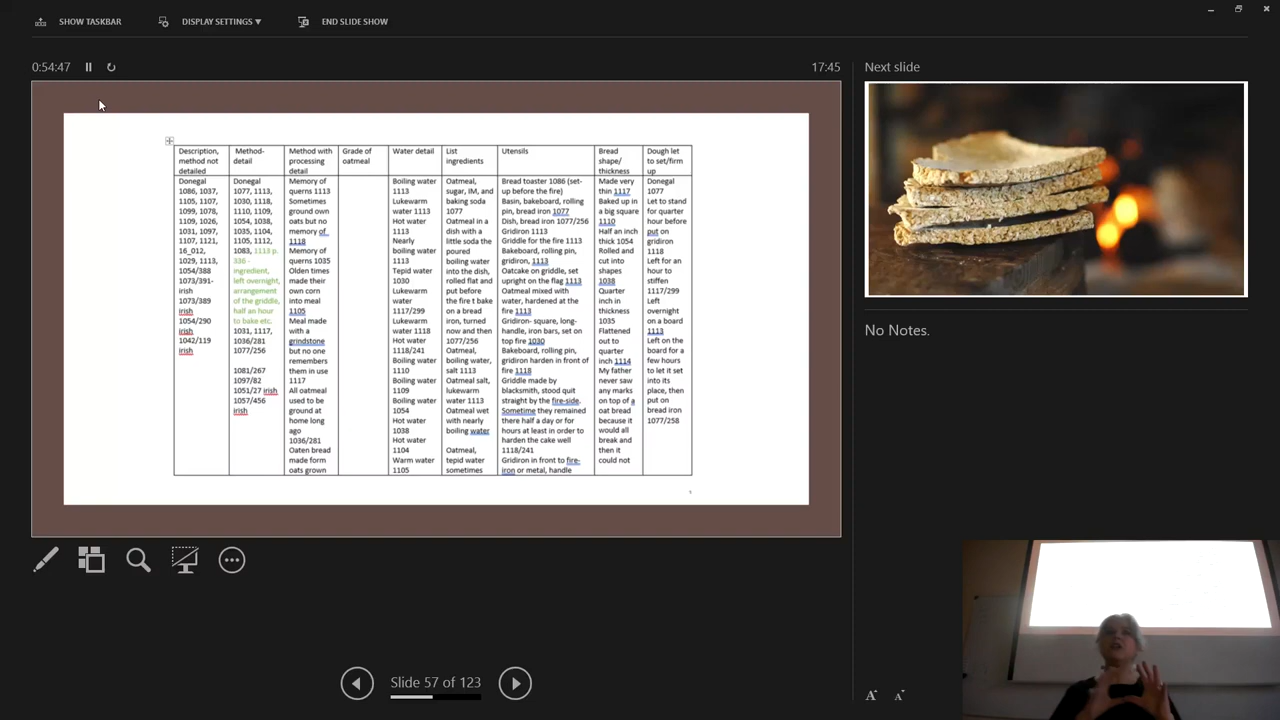 SHOW TASKBAR
DISPLAY SETTINGS ▼
END SLIDE SHOW
0:54:47
17:45
Description,
method not
detailed
Donegal
1086, 1037,
1105, 1107,
1099, 1078,
1109, 1026,
1031, 1097,
1107, 1121,
16_012,
1029, 1113,
1054/388
1073/391-
irish
1073/389
irish
1054/290
irish
1042/119
irish
Method-
detail
Donegal
1077, 1113,
1030, 1118,
1110, 1109,
1054, 1038,
1035, 1104,
1105, 1112,
1083, 1113 p.
336 -
ingredient,
left overnight,
arrangement
of the griddle,
half an hour
to bake etc.
1031, 1117,
1036/281
1077/256
1081/267
1097/82
1051/27 irish
1057/456
irish
Method with
processing
detail
Memory of
querns 1113
Sometimes
ground own
oats but no
memory of
1118
Memory of
querns 1035
Olden times
made their
own corn
into meal
1105
Meal made
with a
grindstone
but no one
remembers
them in use
1117
All oatmeal
used to be
ground at
home long
ago
1036/281
Oaten bread
made form
oats grown
Grade of
oatmeal
Water detail
Boiling water
1113
Lukewarm
water 1113
Hot water
1113
Nearly
boiling water
1113
Tepid water
1030
Lukewarm
water
1117/299
Lukewarm
water 1118
Hot water
1118/241
Boiling water
1110
Boiling water
1109
Boiling water
1054
Hot water
1038
Hot water
1104
Warm water
1105
List
ingredients
Oatmeal,
sugar, IM, and
baking soda
1077
Oatmeal in a
dish with a
little soda the
poured
boiling water
into the dish,
rolled flat and
put before
the fire t bake
on a bread
iron, turned
now and then
1077/256
Oatmeal,
boiling water,
salt 1113
Oatmeal salt,
lukewarm
water 1113
Oatmeal wet
with nearly
boiling water
Oatmeal,
tepid water
sometimes
Utensils
Bread toaster 1086 (set-
up before the fire)
Basin, bakeboard, rolling
pin, bread iron 1077
Dish, bread iron 1077/256
Gridiron 1113
Griddle for the fire 1113
Bakeboard, rolling pin,
gridiron, 1113
Oatcake on griddle, set
upright on the flag 1113
Oatmeal mixed with
water, hardened at the
fire 1113
Gridiron- square, long-
handle, iron bars, set on
top fire 1030
Bakeboard, rolling pin,
gridiron harden in front of
fire 1118
Griddle made by
blacksmith, stood quit
straight by the fire-side.
Sometime they remained
there half a day or for
hours at least in order to
harden the cake well
1118/241
Gridiron in front to fire-
iron or metal, handle
Bread
shape/
thickness
Made very
thin 1117
Baked up in
a big square
1110
Half an inch
thick 1054
Rolled and
cut into
shapes
1038
Quarter
inch in
thickness
1035
Flattened
out to
quarter
inch 1114
My father
never saw
any marks
on top of a
oat bread
because it
would all
break and
then it
could not
Dough let
to set/firm
up
Donegal
1077
Let to stand
for quarter
hour before
put on
gridiron
1118
Left for an
hour to
stiffen
1117/299
Left
overnight
on a board
1113
Left on the
board for a
few hours
to let it set
into its
place, then
put on
bread iron
1077/258
Next slide
No Notes.
Slide 57 of 123
A A